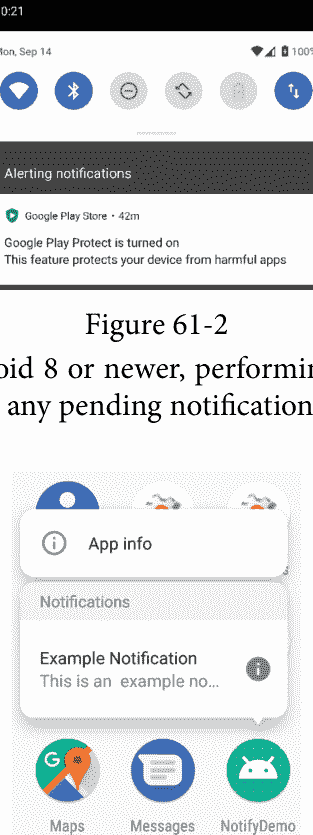 0:21
Mon, Sep 14
100%
Alerting notifications
Google Play Store • 42m
Google Play Protect is turned on
This feature protects your device from harmful apps
Figure 61-2
oid 8 or newer, performin
any pending notification
App info
s
Notifications
Example Notification
This is an example no...
Maps Messages NotifyDemo